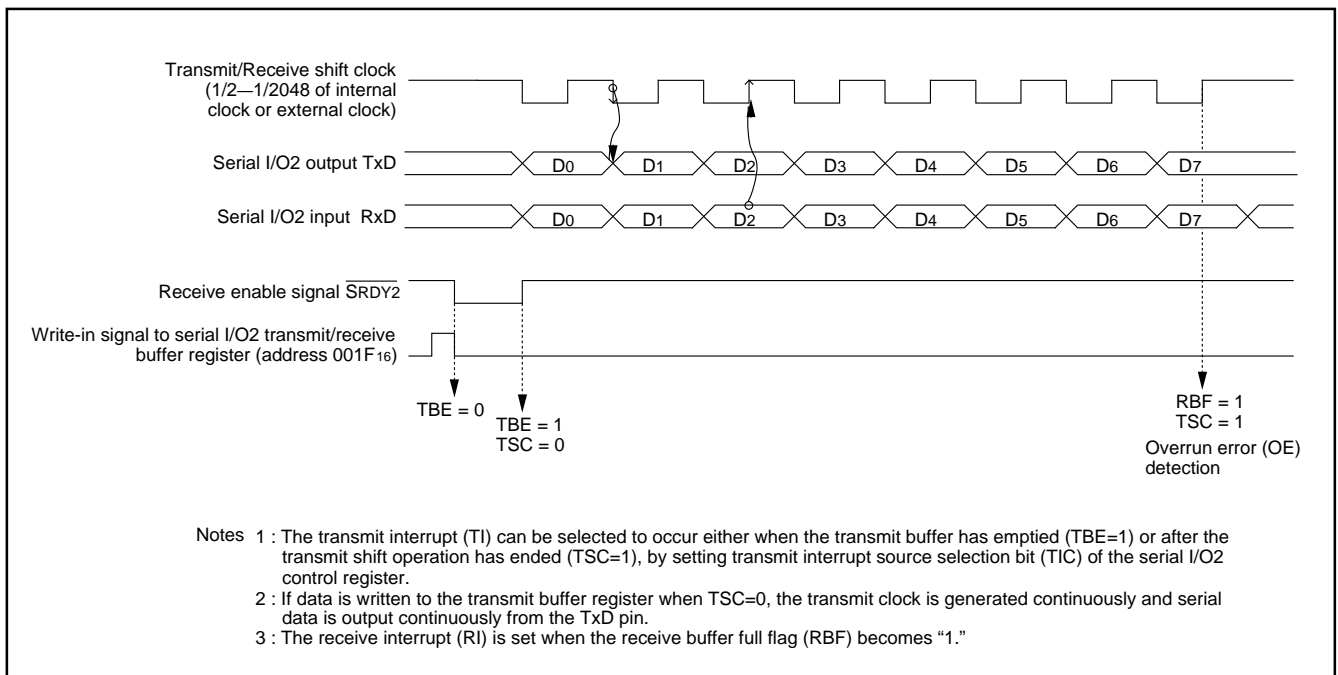 Transmit/Receive shift clock
(1/2—1/2048 of internal
clock or external clock)
Serial I/O2 output TxD
D0 D1 D2 D3 D4 D5 D6 D7
Serial I/O2 input RxD
D0 D1 D2 D3 D4 D5 D6 D7
Receive enable signal SRDY2
Write-in signal to serial I/O2 transmit/receive
buffer register (address 001F16)
TBE = 0
TBE = 1
TSC = 0
RBF = 1
TSC = 1
Overrun error (OE)
detection
Notes 1 : The transmit interrupt (TI) can be selected to occur either when the transmit buffer has emptied (TBE=1) or after the
transmit shift operation has ended (TSC=1), by setting transmit interrupt source selection bit (TIC) of the serial I/O2
control register.
2 : If data is written to the transmit buffer register when TSC=0, the transmit clock is generated continuously and serial
data is output continuously from the TxD pin.
3 : The receive interrupt (RI) is set when the receive buffer full flag (RBF) becomes “1.”